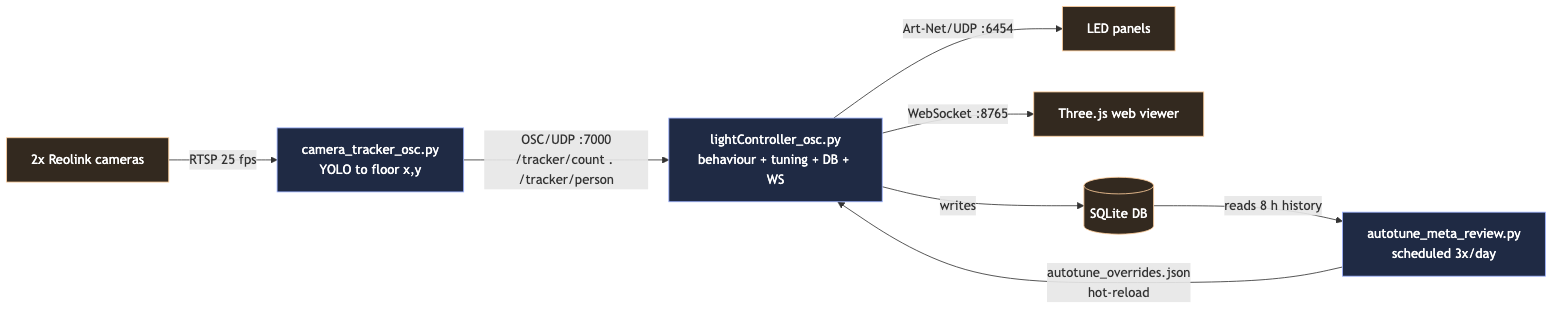 2x Reolink cameras
RTSP 25 fps
camera_tracker_osc.py
YOLO to floor x,y
OSC/UDP :7000
/tracker/count .
/tracker/person
lightController_osc.py
behaviour + tuning + DB +
WS
Art-Net/UDP :6454
LED panels
WebSocket :8765
Three.js web viewer
writes
SQLite DB
reads 8 h history
autotune_meta_review.py
scheduled 3x/day
autotune_overrides.json
hot-reload